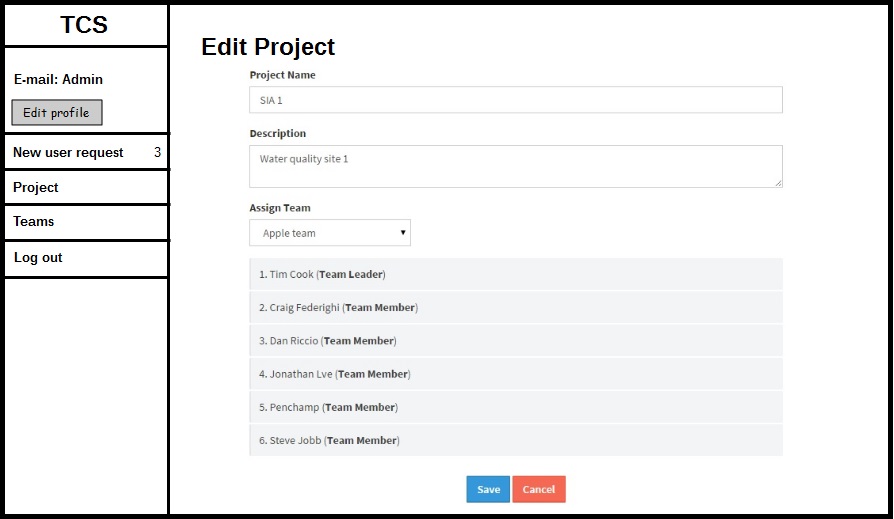 TCS
E-mail: Admin
Edit profile
New user request 3
Project
Teams
Log out
Edit Project
Project Name
SIA 1
Description
Water quality site 1
Assign Team
Apple team
1. Tim Cook (Team Leader)
2. Craig Federighi (Team Member)
3. Dan Riccio (Team Member)
4. Jonathan Lve (Team Member)
5. Penchamp (Team Member)
6. Steve Jobb (Team Member)
Save Cancel